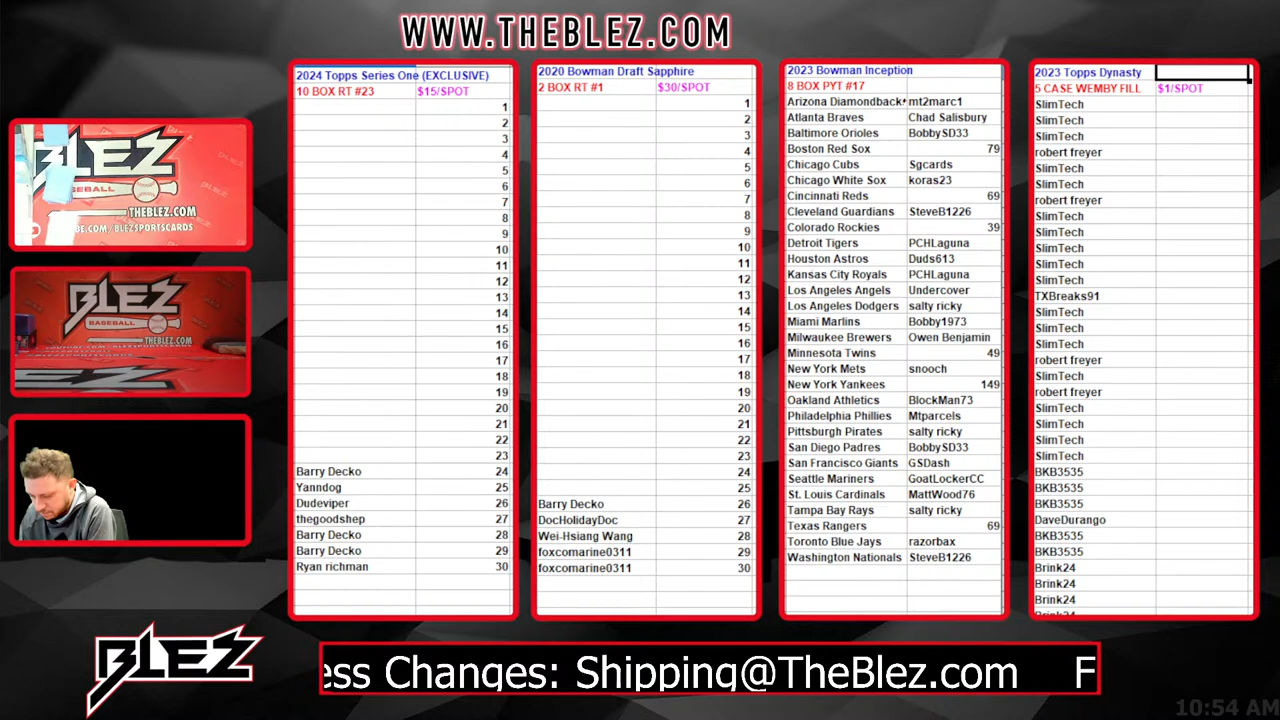 WWW.THEBLEZ.COM
BLEZ
BASEBALL
THEBLEZ.COM
BLEZ
BASEBALL
THEBLEZ.COM
2024 Topps Series One (EXCLUSIVE)
10 BOX RT #23 $15/SPOT
1
2
3
4
5
6
7
8
9
10
11
12
13
14
15
16
17
18
19
20
21
22
23
Barry Decko 24
Yanndog 25
Dudeviper 26
thegoodshep 27
Barry Decko 28
Barry Decko 29
Ryan richman 30
2020 Bowman Draft Sapphire
2 BOX RT #1 $30/SPOT
1
2
3
4
5
6
7
8
9
10
11
12
13
14
15
16
17
18
19
20
21
22
23
24
25
Barry Decko 26
DocHolidayDoc 27
Wei-Hsiang Wang 28
foxcomarine0311 29
foxcomarine0311 30
2023 Bowman Inception
8 BOX PYT #17
Arizona Diamondback mt2marc1
Atlanta Braves Chad Salisbury
Baltimore Orioles BobbySD33
Boston Red Sox 79
Chicago Cubs Sgcards
Chicago White Sox koras23
Cincinnati Reds 69
Cleveland Guardians SteveB1226
Colorado Rockies 39
Detroit Tigers PCHLaguna
Houston Astros Duds613
Kansas City Royals PCHLaguna
Los Angeles Angels Undercover
Los Angeles Dodgers salty ricky
Miami Marlins Bobby1973
Milwaukee Brewers Owen Benjamin
Minnesota Twins 49
New York Mets snooch
New York Yankees 149
Oakland Athletics BlockMan73
Philadelphia Phillies Mtparcels
Pittsburgh Pirates salty ricky
San Diego Padres BobbySD33
San Francisco Giants GSDash
Seattle Mariners GoatLockerCC
St. Louis Cardinals MattWood76
Tampa Bay Rays salty ricky
Texas Rangers 69
Toronto Blue Jays razorbax
Washington Nationals SteveB1226
2023 Topps Dynasty
5 CASE WEMBY FILL $1/SPOT
SlimTech
SlimTech
SlimTech
robert freyer
SlimTech
SlimTech
robert freyer
SlimTech
SlimTech
SlimTech
SlimTech
SlimTech
TXBreaks91
SlimTech
SlimTech
SlimTech
robert freyer
SlimTech
robert freyer
SlimTech
SlimTech
SlimTech
SlimTech
BKB3535
BKB3535
BKB3535
DaveDurango
BKB3535
BKB3535
Brink24
Brink24
Brink24
Brink24
BLEZ
ess Changes: Shipping@TheBlez.com F
10:54 AM